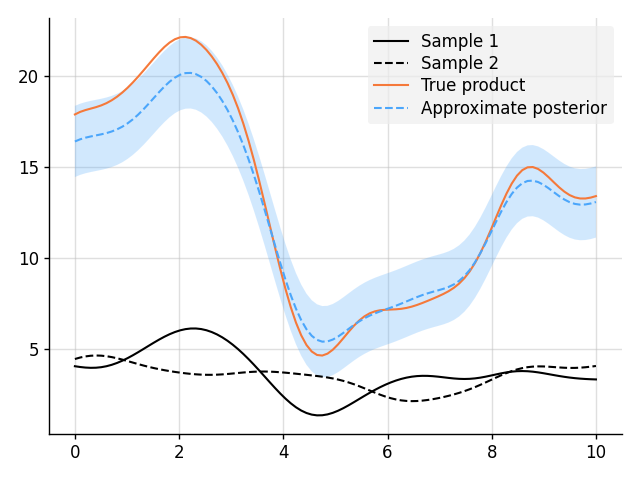 Sample 1
Sample 2
True product
Approximate posterior
20
15
10
5
0 2 4 6 8 10